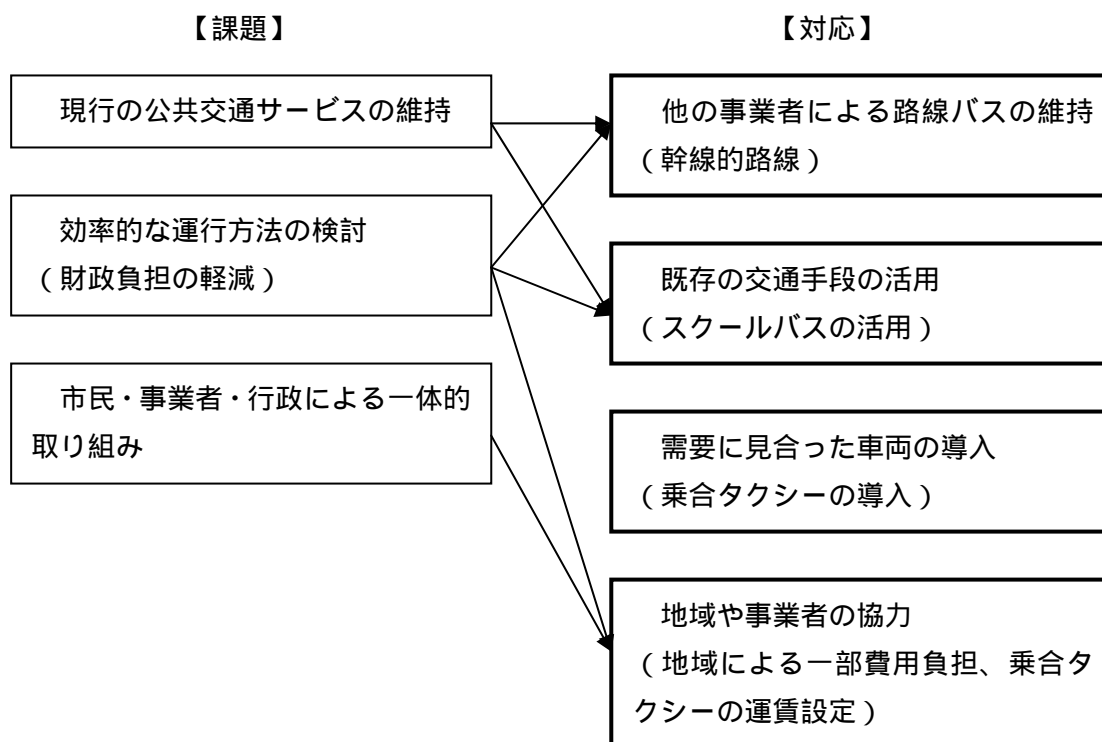 【課題】
【対応】
現行の公共交通サービスの維持
効率的な運行方法の検討
(財政負担の軽減)
市民・事業者・行政による一体的
取り組み
他の事業者による路線バスの維持
(幹線的路線)
既存の交通手段の活用
(スクールバスの活用)
需要に見合った車両の導入
(乗合タクシーの導入)
地域や事業者の協力
(地域による一部費用負担、乗合タ
クシーの運賃設定)